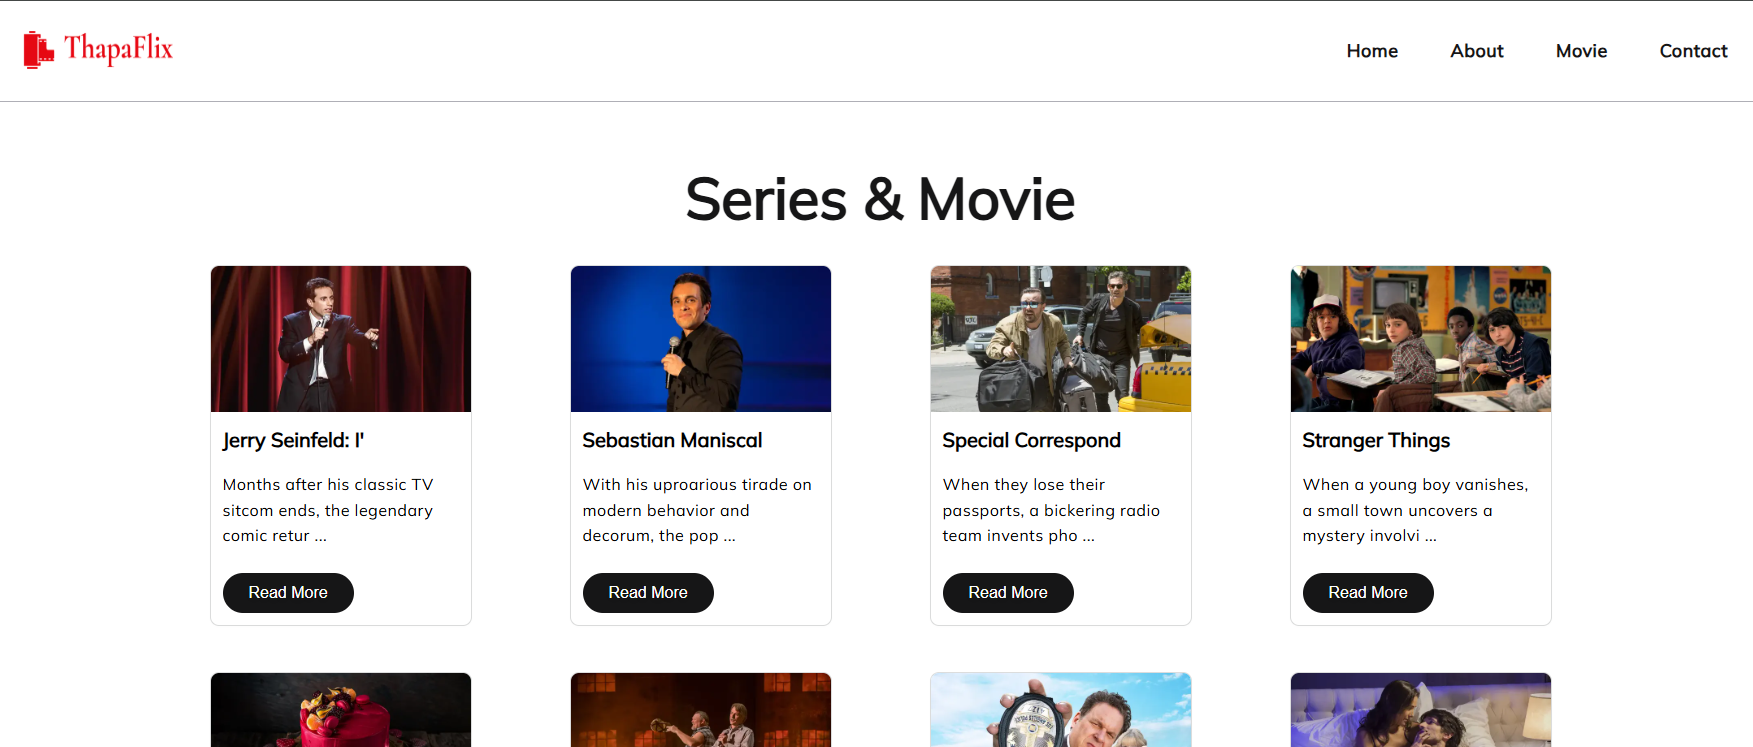 ThapaFlix
Home About Movie Contact
Series & Movie
Jerry Seinfeld: I'
Months after his classic TV
sitcom ends, the legendary
comic retur ...
Read More
Sebastian Maniscal
With his uproarious tirade on
modern behavior and
decorum, the pop ...
Read More
Special Correspond
When they lose their
passports, a bickering radio
team invents pho ...
Read More
Stranger Things
When a young boy vanishes,
a small town uncovers a
mystery involvi ...
Read More